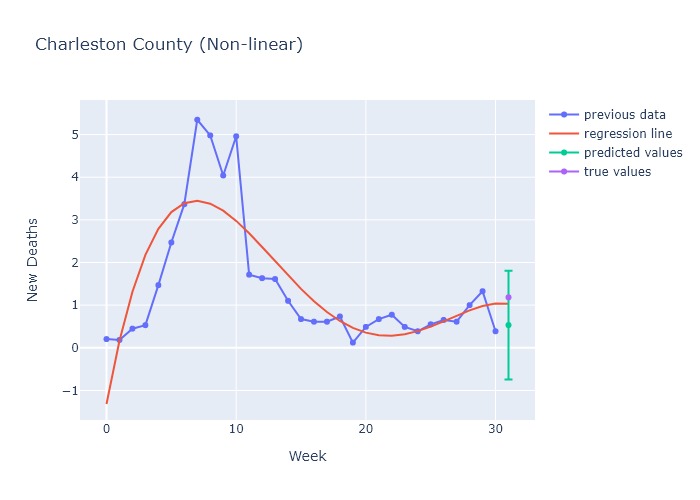 Charleston County (Non-linear)
previous data
regression line
predicted values
true values
New Deaths
5
4
3
2
1
0
−1
0 10 20 30
Week